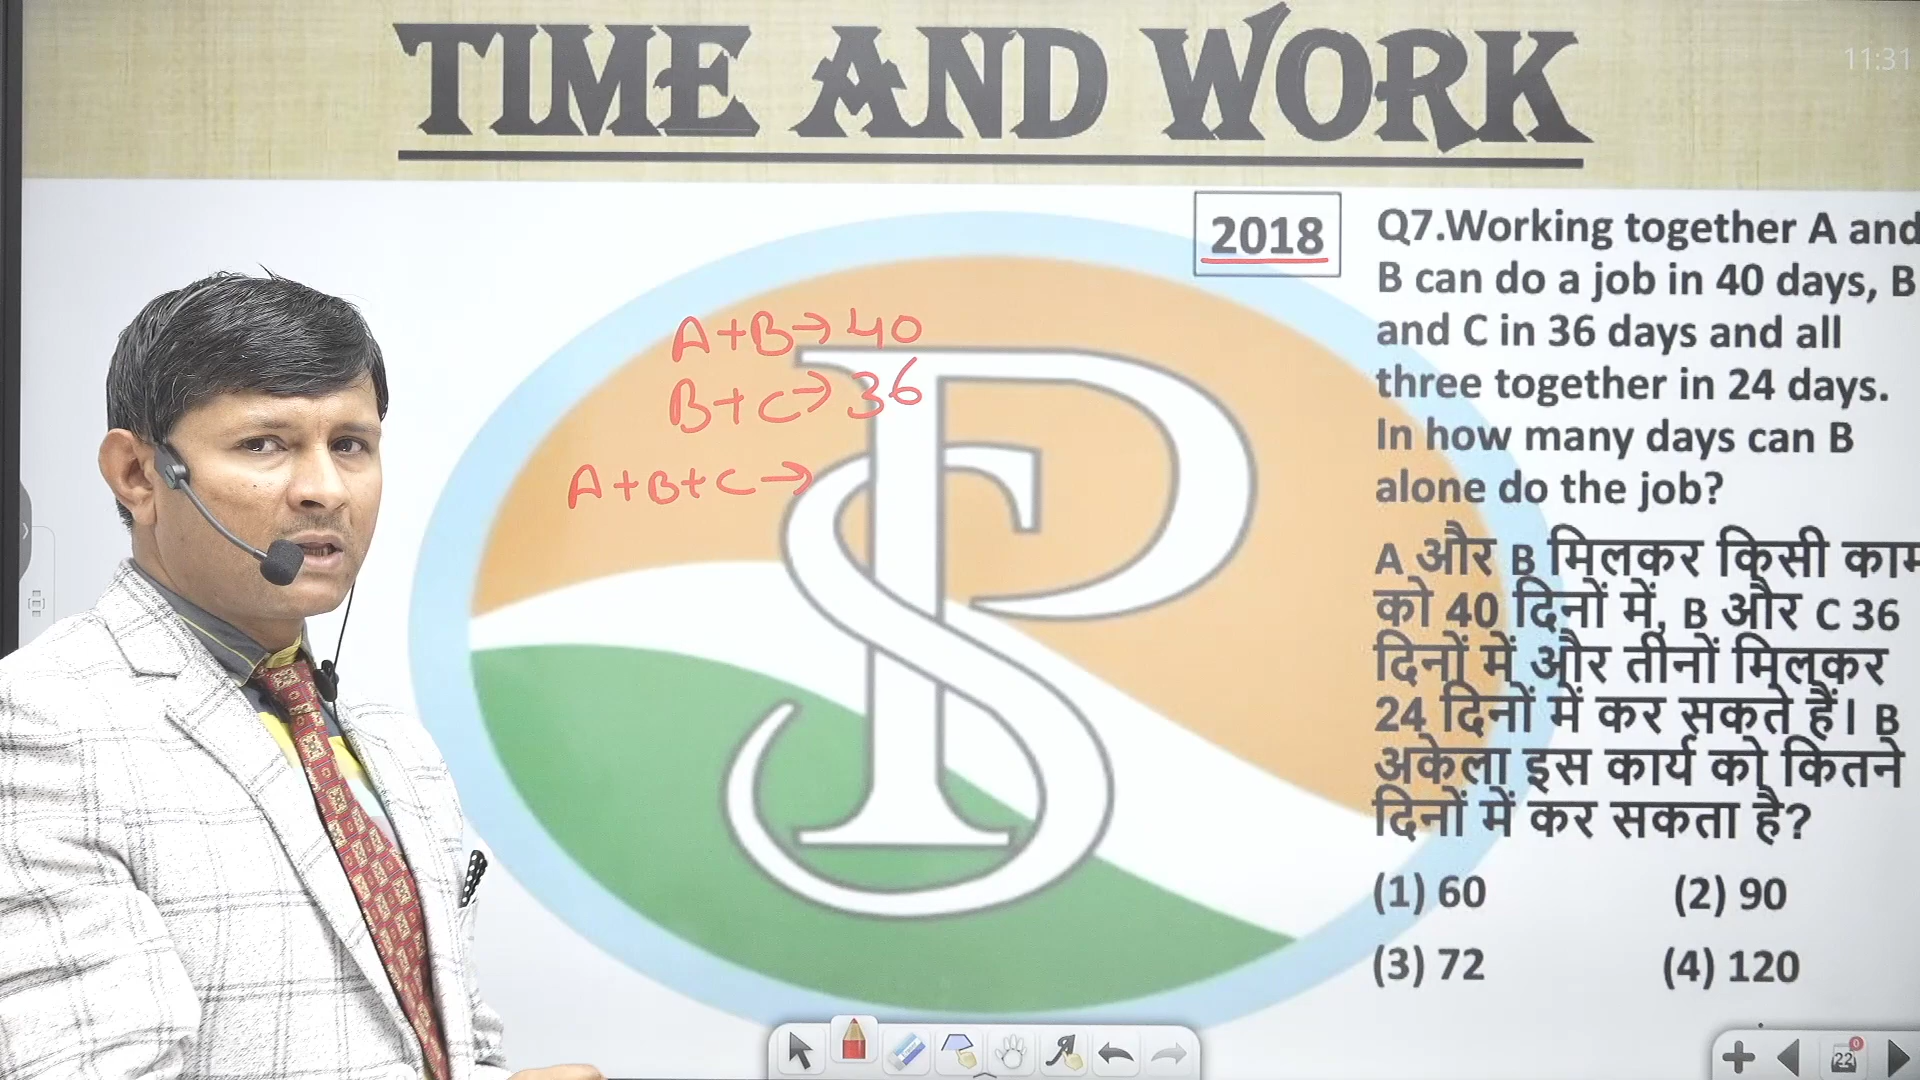 TIME AND WORK
11:31
2018
Q7.Working together A and
B can do a job in 40 days, B
and C in 36 days and all
three together in 24 days.
In how many days can B
alone do the job?
A और B मिलकर किसी काम
को 40 दिनों में, B और C 36
दिनों में और तीनों मिलकर
24 दिनों में कर सकते हैं। B
अकेला इस कार्य को कितने
दिनों में कर सकता है?
(1) 60 (2) 90
(3) 72 (4) 120
A+B→40
B+C→36
A+B+C→
PS
22
0